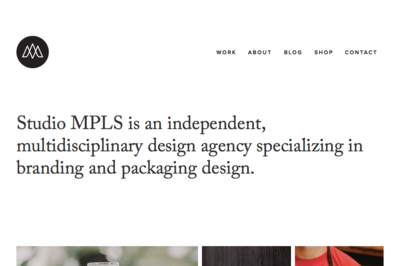 WORK ABOUT BLOG SHOP CONTACT
Studio MPLS is an independent,
multidisciplinary design agency specializing in
branding and packaging design.